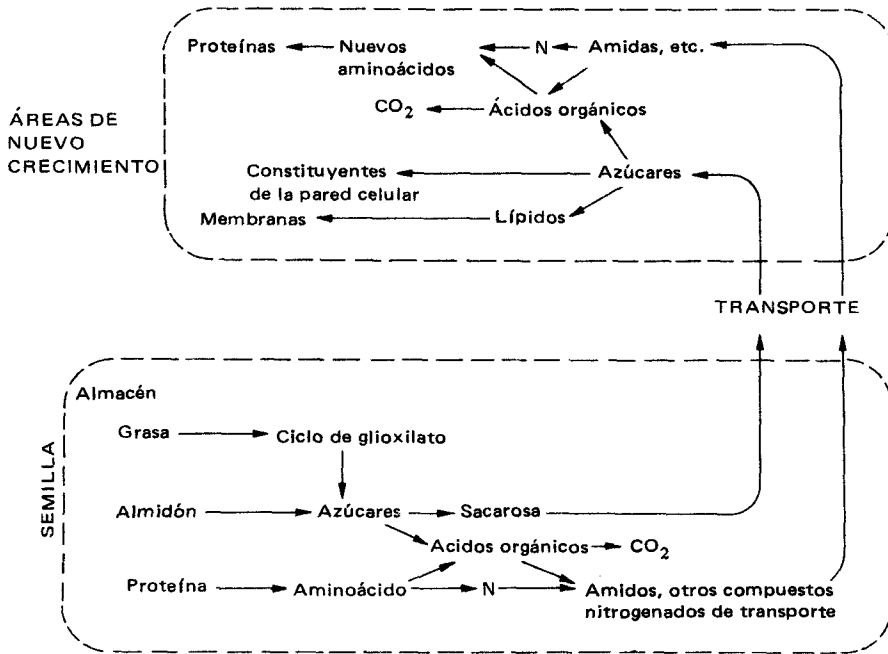 Proteínas Nuevos N Amidas, etc.
aminoácidos
CO2 Ácidos orgánicos
ÁREAS DE
NUEVO
CRECIMIENTO
Constituyentes Azúcares
de la pared celular
Membranas Lípidos
TRANSPORTE
Almacén
SEMILLA
Grasa Ciclo de glioxilato
Almidón Azúcares Sacarosa
Acidos orgánicos CO2
Proteína Aminoácido N Amidos, otros compuestos
nitrogenados de transporte